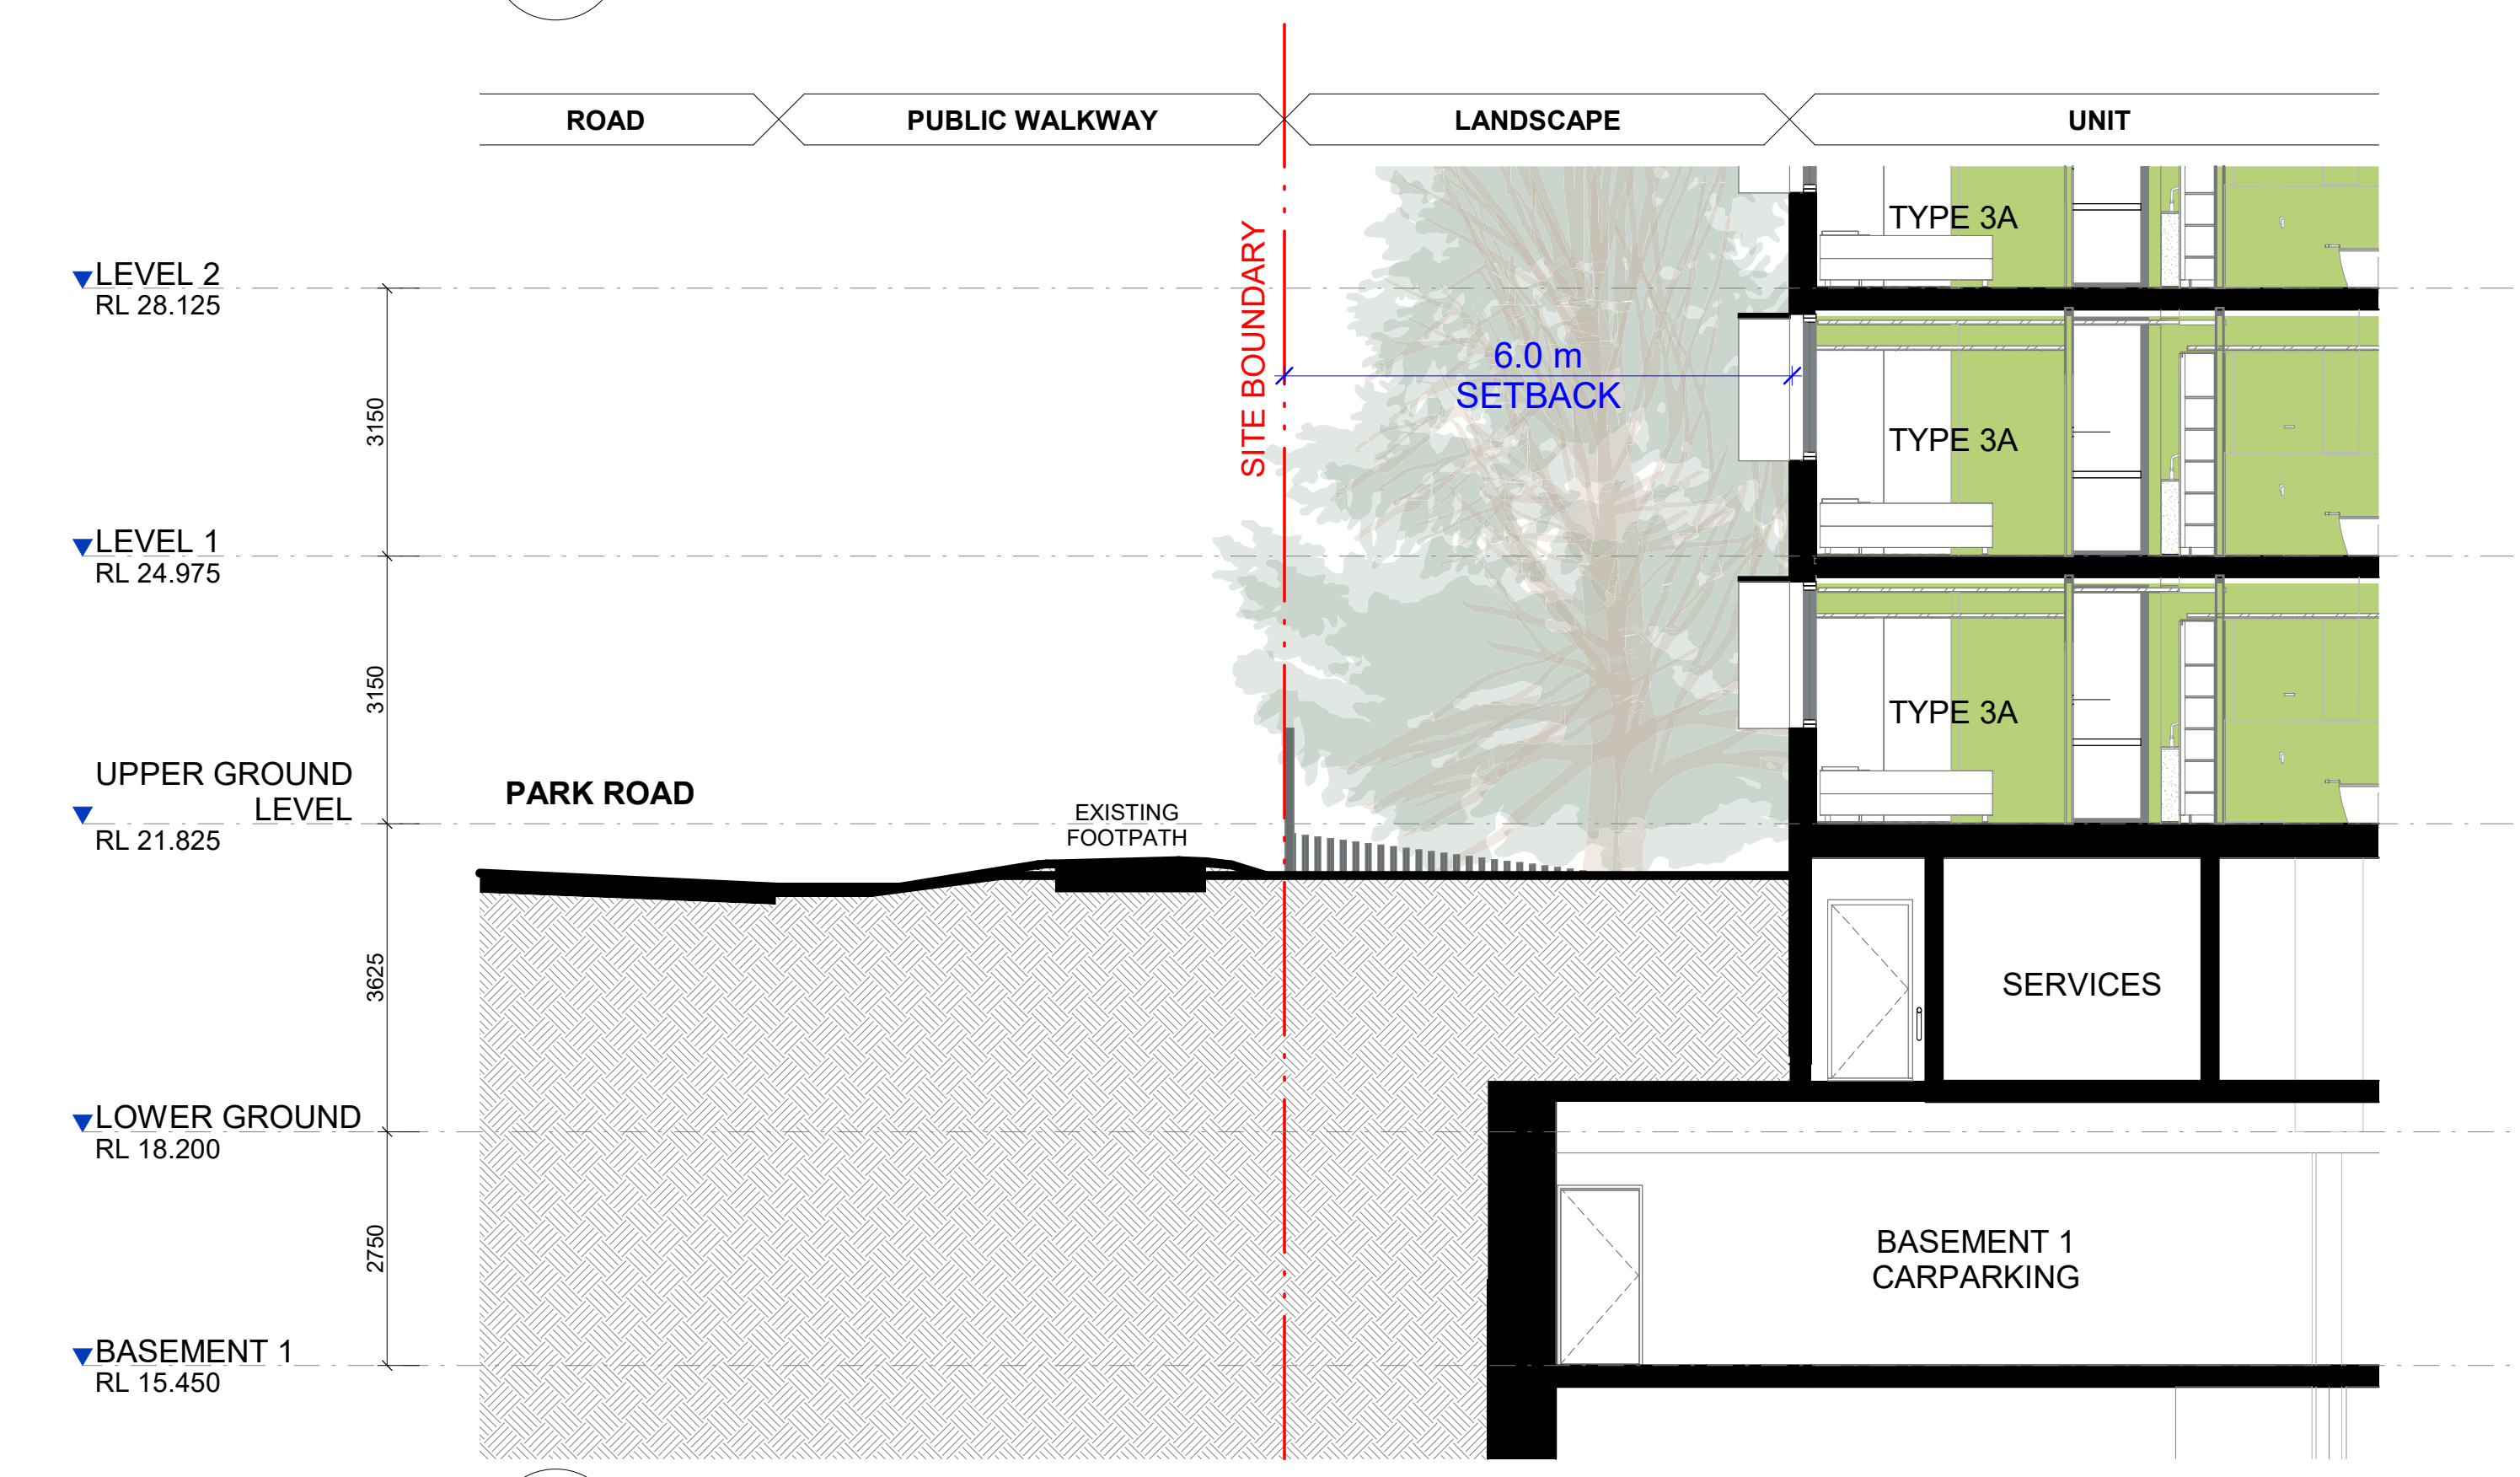 ROAD
PUBLIC WALKWAY
LANDSCAPE
UNIT
TYPE 3A
LEVEL 2
RL 28.125
SITE BOUNDARY
6.0 m
SETBACK
3150
TYPE 3A
LEVEL 1
RL 24.975
3150
TYPE 3A
UPPER GROUND
LEVEL
RL 21.825
PARK ROAD
EXISTING
FOOTPATH
3625
SERVICES
LOWER GROUND
RL 18.200
2750
BASEMENT 1
CARPARKING
BASEMENT 1
RL 15.450